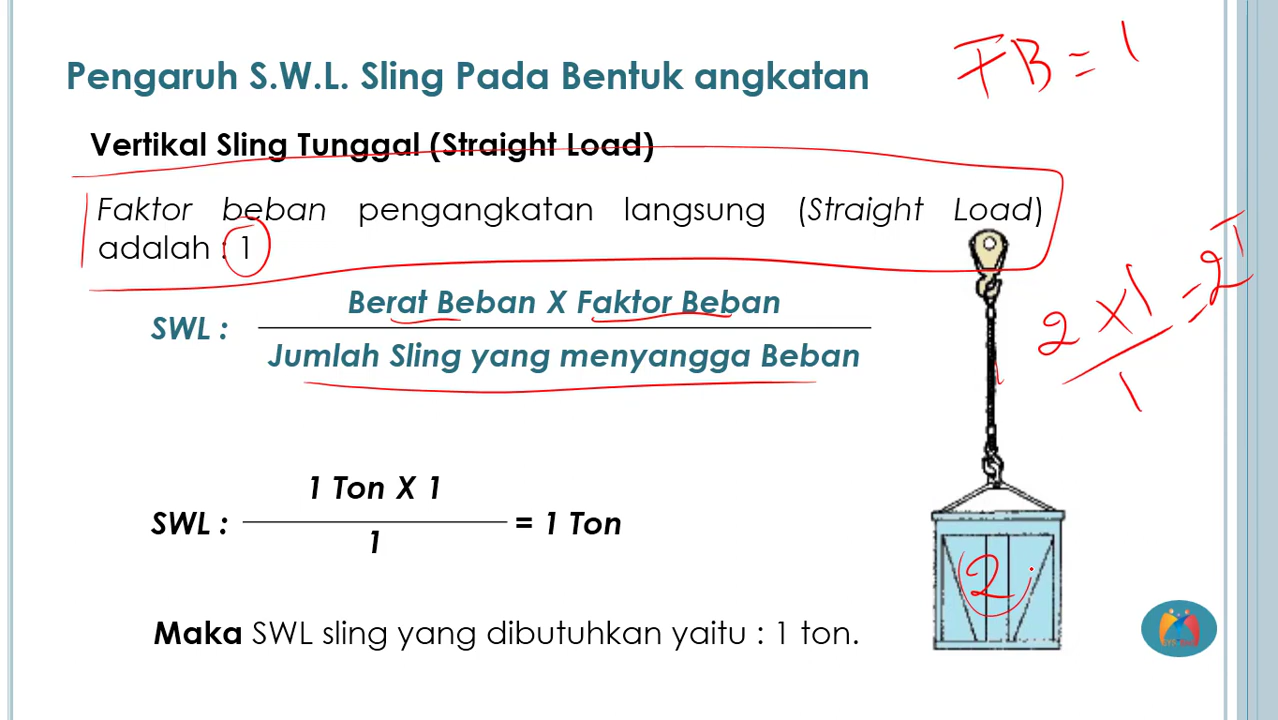 Pengaruh S.W.L. Sling Pada Bentuk angkatan
FB = 1
Vertikal Sling Tunggal (Straight Load)
Faktor beban pengangkatan langsung (Straight Load)
adalah : 1
Berat Beban X Faktor Beban
SWL :
Jumlah Sling yang menyangga Beban
2 x 1 = 2T
1
1 Ton X 1
SWL : = 1 Ton
1
2
Maka SWL sling yang dibutuhkan yaitu : 1 ton.